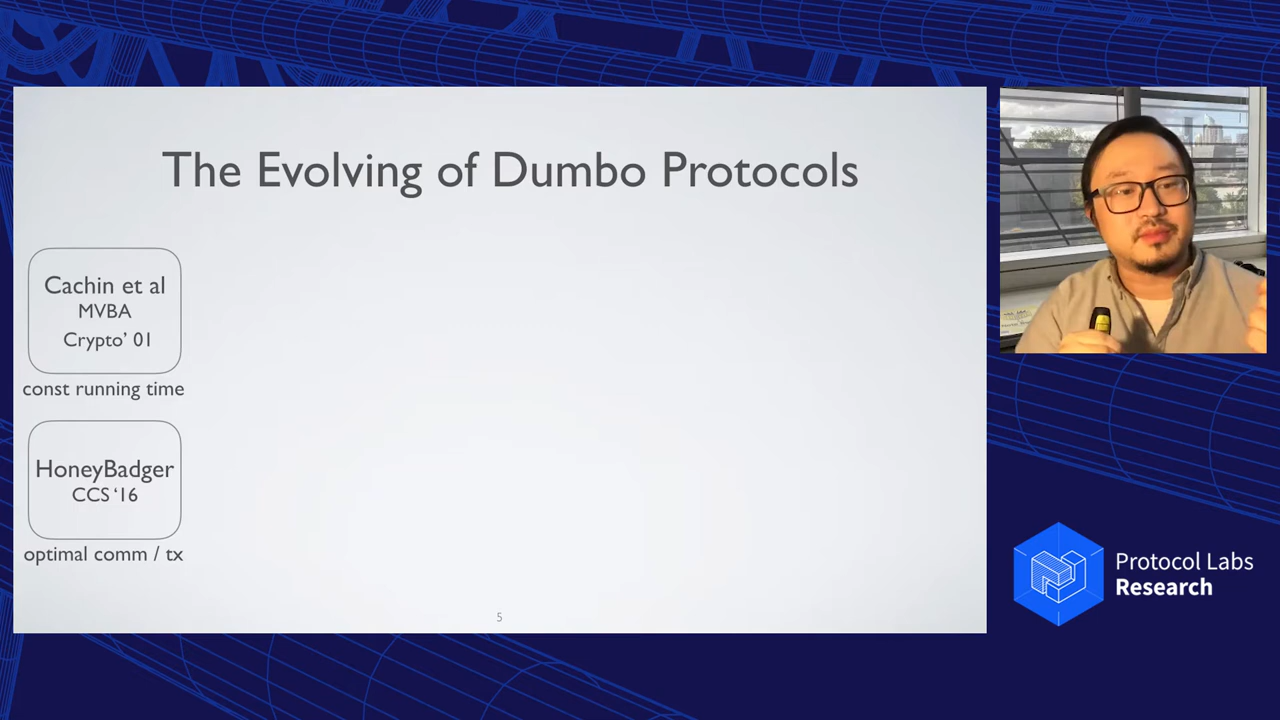 The Evolving of Dumbo Protocols
Cachin et al
MVBA
Crypto’ 01
const running time
HoneyBadger
CCS ‘16
optimal comm / tx
5
Protocol Labs
Research